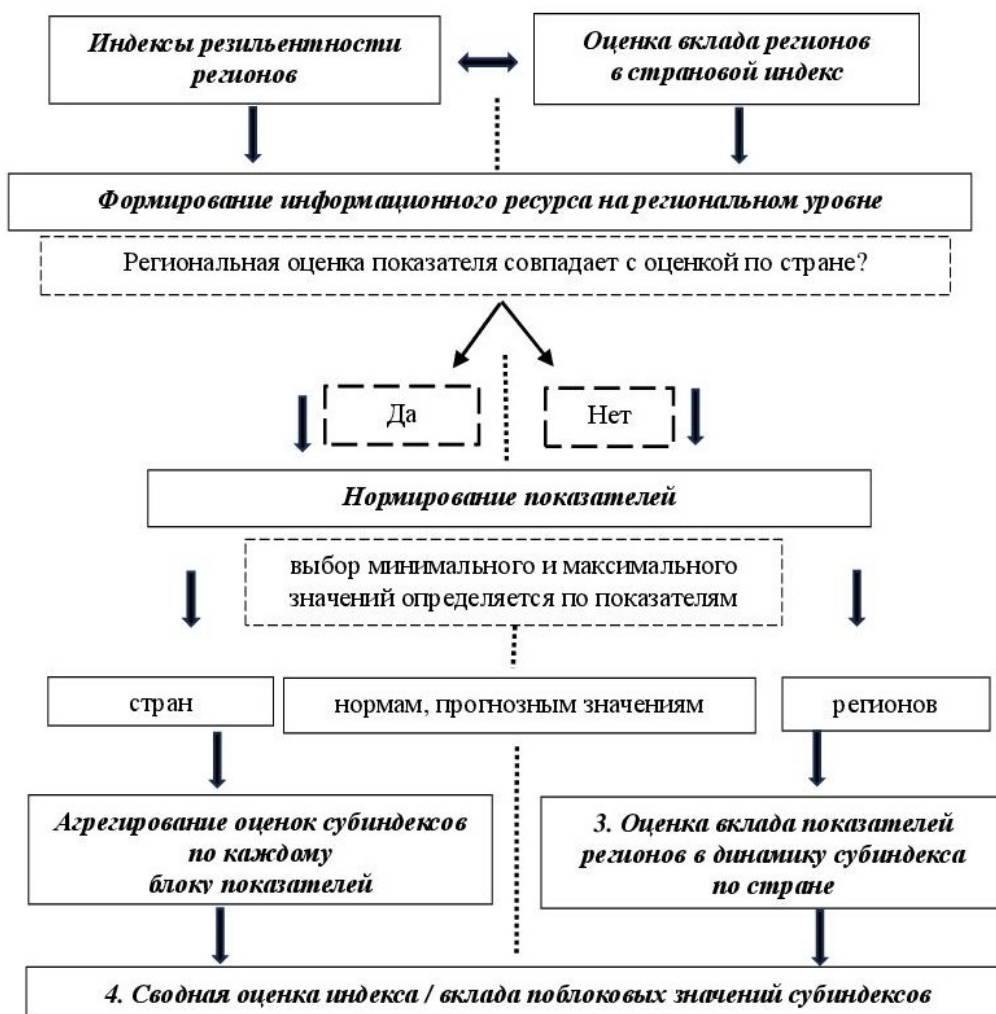 Индексы резильентности
регионов
Оценка вклада регионов
в страновой индекс
Формирование информационного ресурса на региональном уровне
Региональная оценка показателя совпадает с оценкой по стране?
Да
Нет
Нормирование показателей
выбор минимального и максимального
значений определяется по показателям
стран
нормам, прогнозным значениям
регионов
Агрегирование оценок субиндексов
по каждому
блоку показателей
3. Оценка вклада показателей
регионов в динамику субиндекса
по стране
4. Сводная оценка индекса / вклада поблоковых значений субиндексов